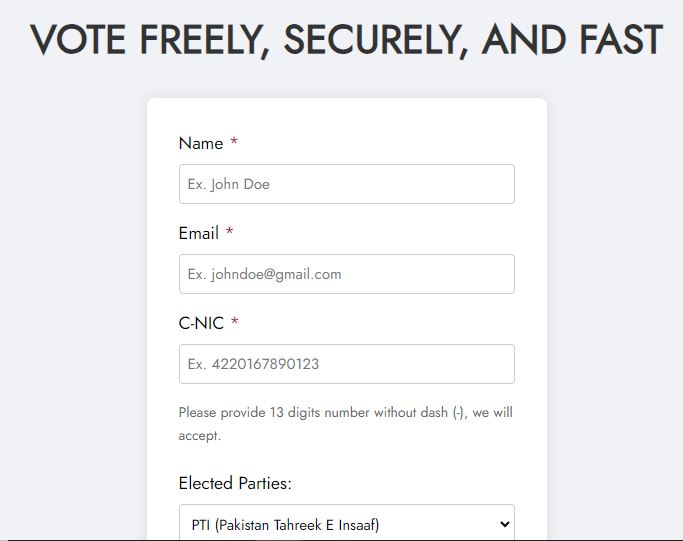 VOTE FREELY, SECURELY, AND FAST
Name *
Ex. John Doe
Email *
Ex. johndoe@gmail.com
C-NIC *
Ex. 4220167890123
Please provide 13 digits number without dash (-), we will
accept.
Elected Parties:
PTI (Pakistan Tahreek E Insaaf)